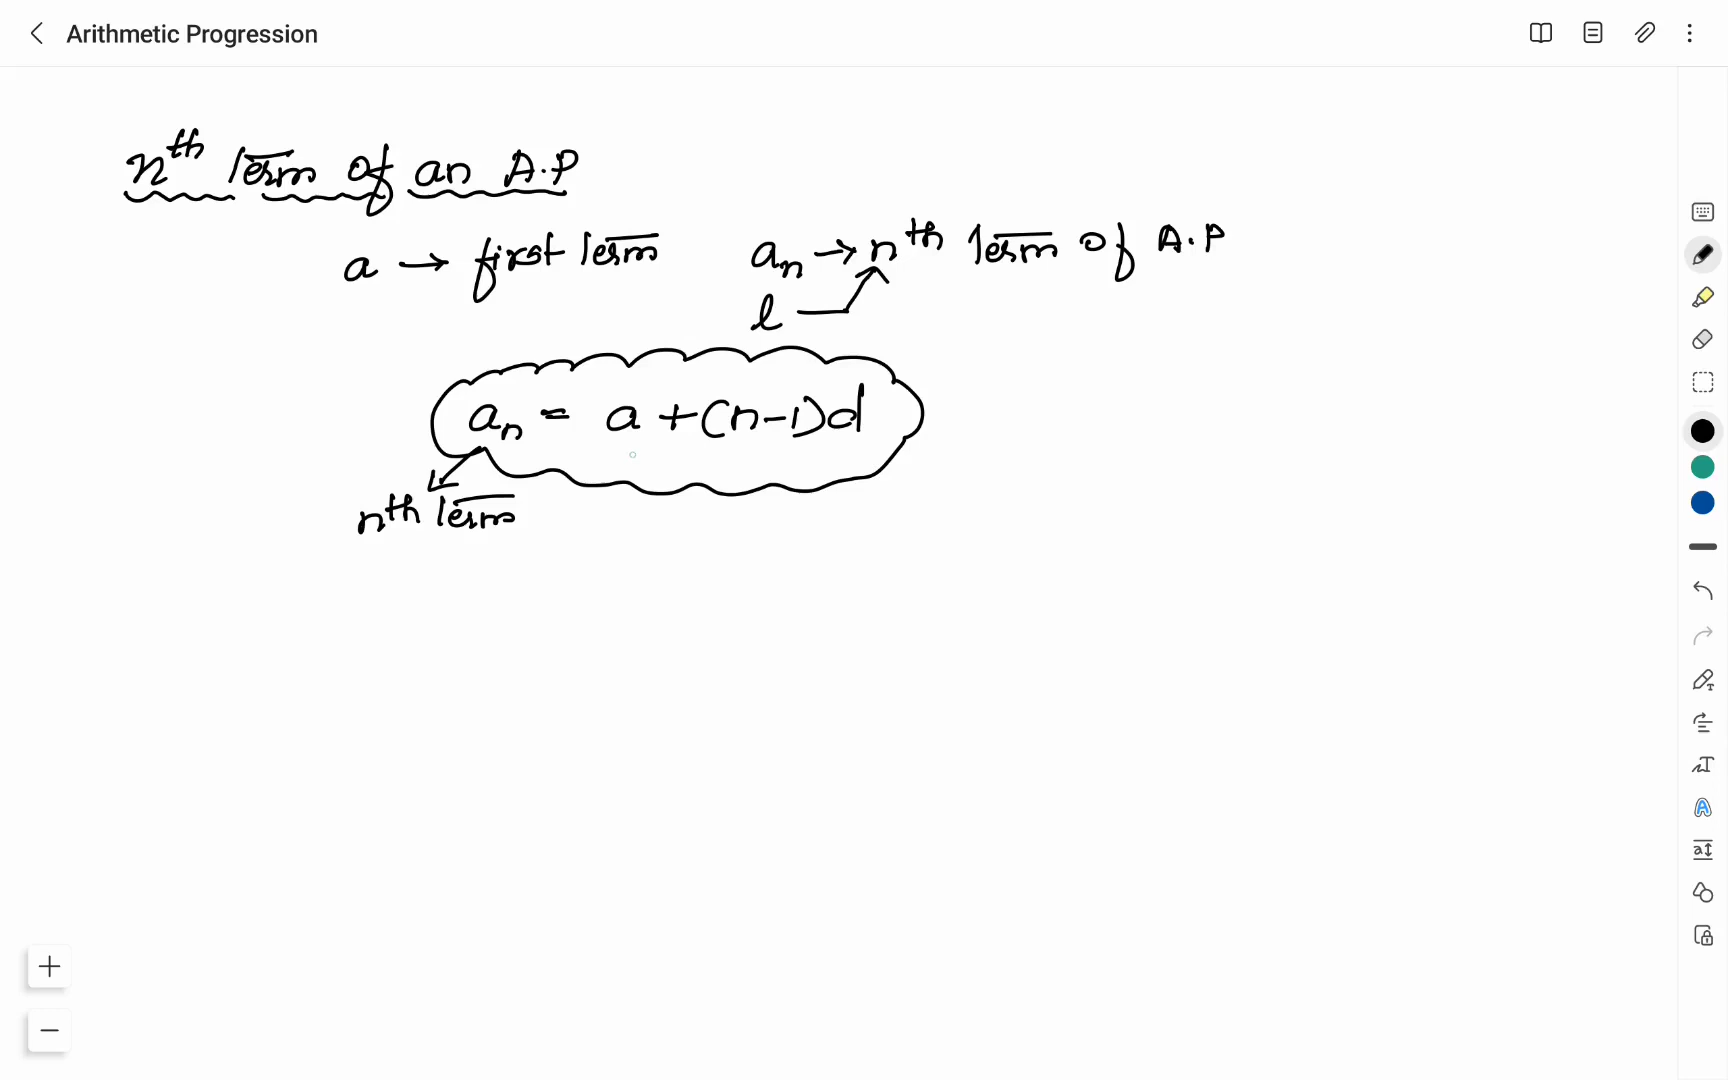 Arithmetic Progression
nth term of an A.P
a → first term
an → nth term of A.P
l
an = a + (n-1)d
nth term